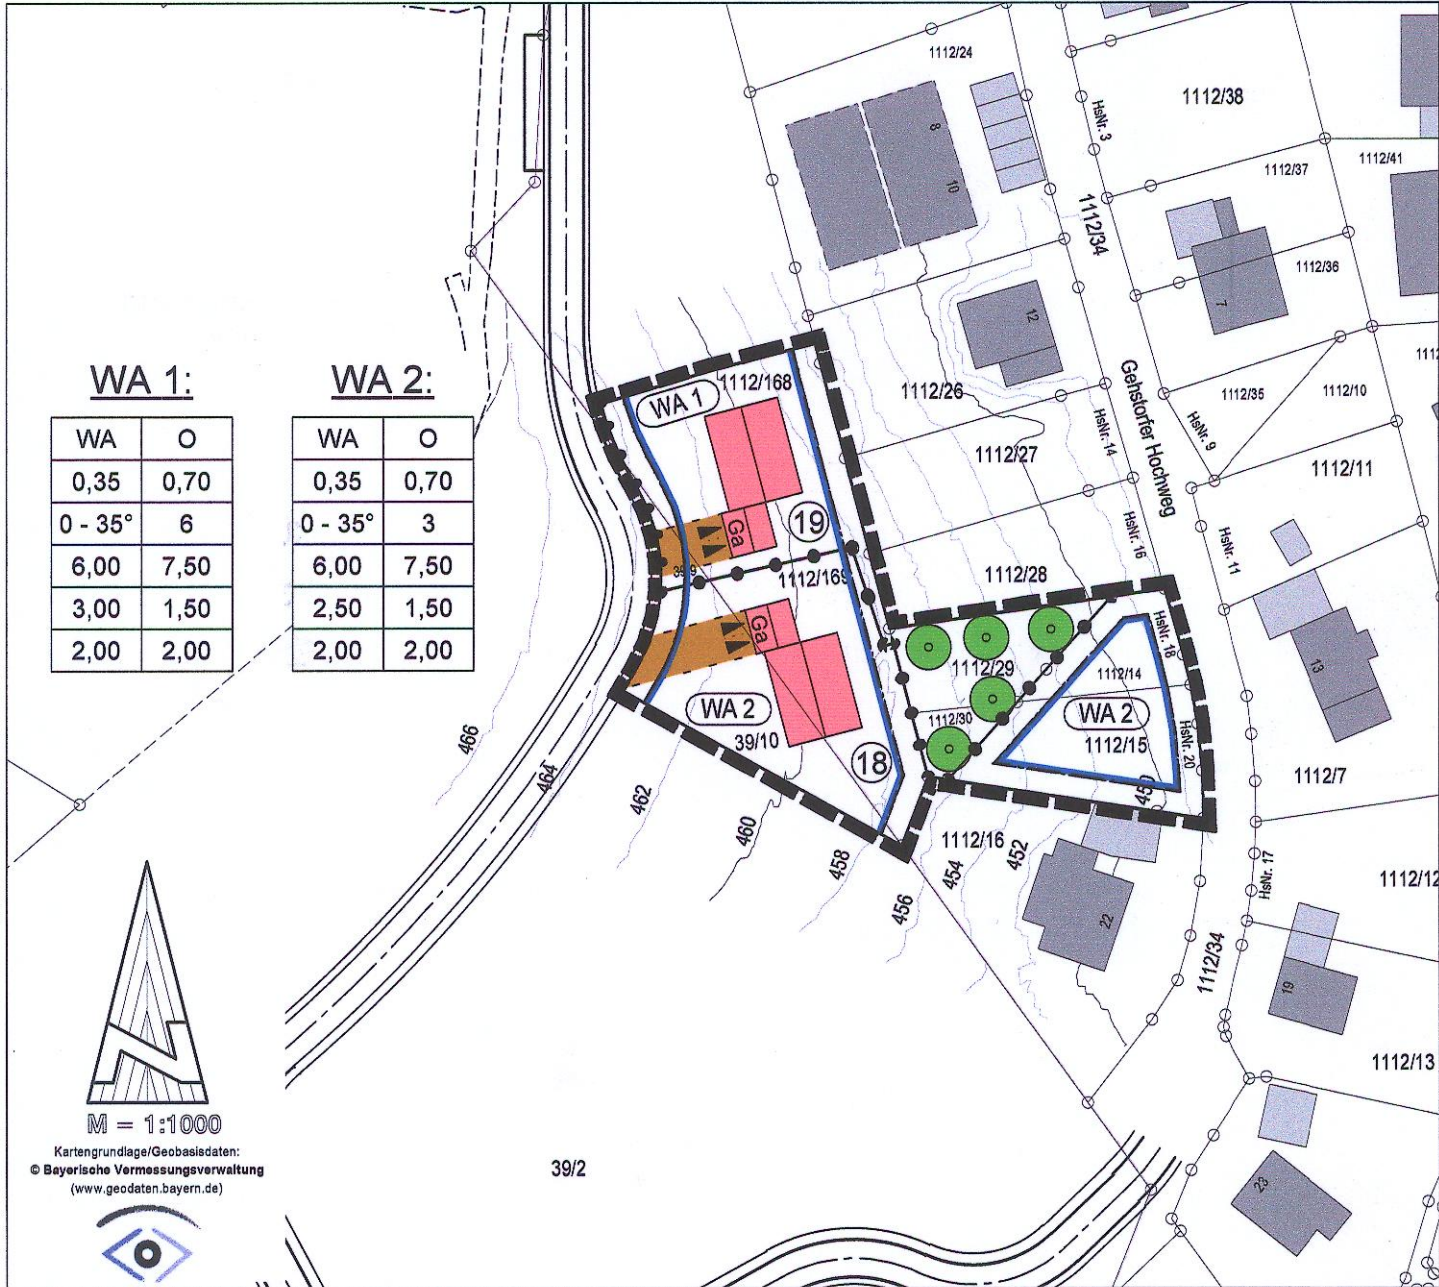 1112/24
1112/38
HsNr. 3
8
10
1112/37
1112/41
1112/34
1112/36
7
12
WA 1:
WA 2:
WA O
0,35 0,70
0 - 35° 6
6,00 7,50
3,00 1,50
2,00 2,00
WA O
0,35 0,70
0 - 35° 3
6,00 7,50
2,50 1,50
2,00 2,00
1112/168
WA 1
1112/26
Gehstorfer Hochweg
1112/35
1112/10
HsNr. 14
HsNr. 9
1112/27
1112/11
19
Ga
HsNr. 16
HsNr. 11
39/9
1112/169
1112/28
Ga
HsNr. 18
1112/29
1112/14
13
WA 2
39/10
1112/30
WA 2
1112/15
HsNr. 20
18
466
464
462
460
458
456
454
452
450
1112/16
1112/7
HsNr. 17
1112/12
22
1112/34
19
1112/13
23
39/2
M = 1:1000
Kartengrundlage/Geobasisdaten:
© Bayerische Vermessungsverwaltung
(www.geodaten.bayern.de)